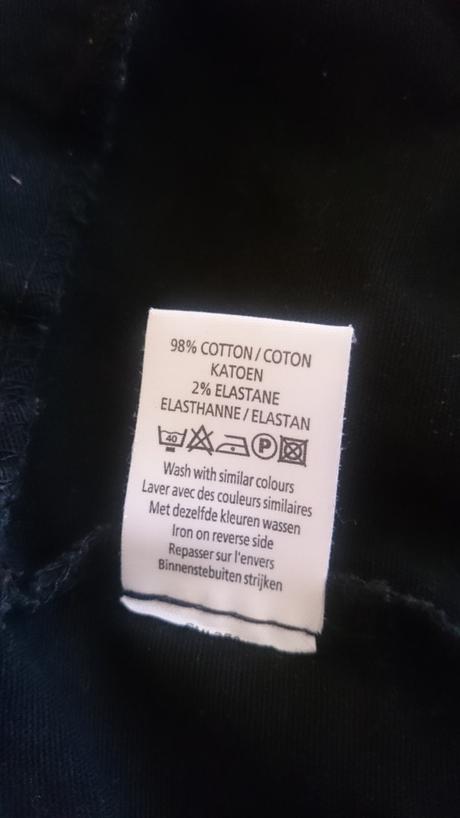 98% COTTON / COTON
KATOEN
2% ELASTANE
ELASTHANNE / ELASTAN
40 P
Wash with similar colours
Laver avec des couleurs similaires
Met dezelfde kleuren wassen
Iron on reverse side
Repasser sur l'envers
Binnenstebuiten strijken